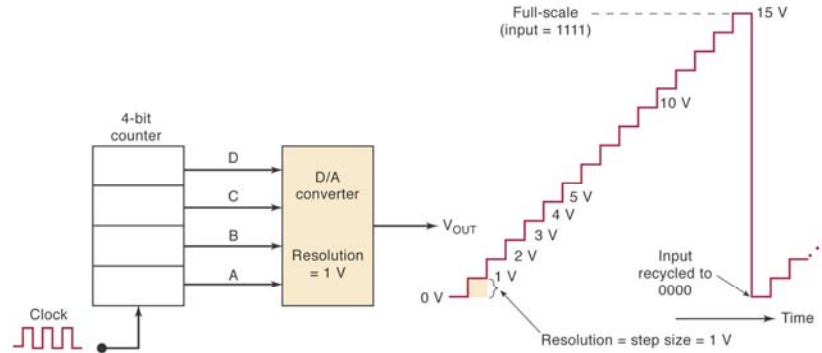 4-bit
counter
D
C
B
A
Clock
D/A
converter
Resolution
= 1 V
V_OUT
Full-scale
(input = 1111)
15 V
10 V
5 V
4 V
3 V
2 V
1 V
0 V
Input
recycled to
0000
Time
Resolution = step size = 1 V